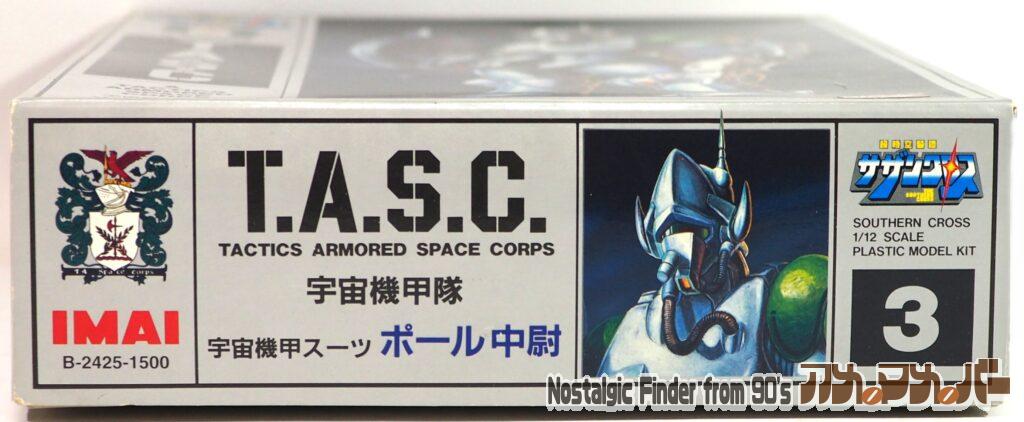 T.A. Space Corps
IMAI
B-2425-1500
T.A.S.C.
TACTICS ARMORED SPACE CORPS
宇宙機甲隊
宇宙機甲スーツ ポール中尉
サザンクロス
SOUTHERN CROSS
1/12 SCALE
PLASTIC MODEL KIT
3
Nostalgic Finder from 90's